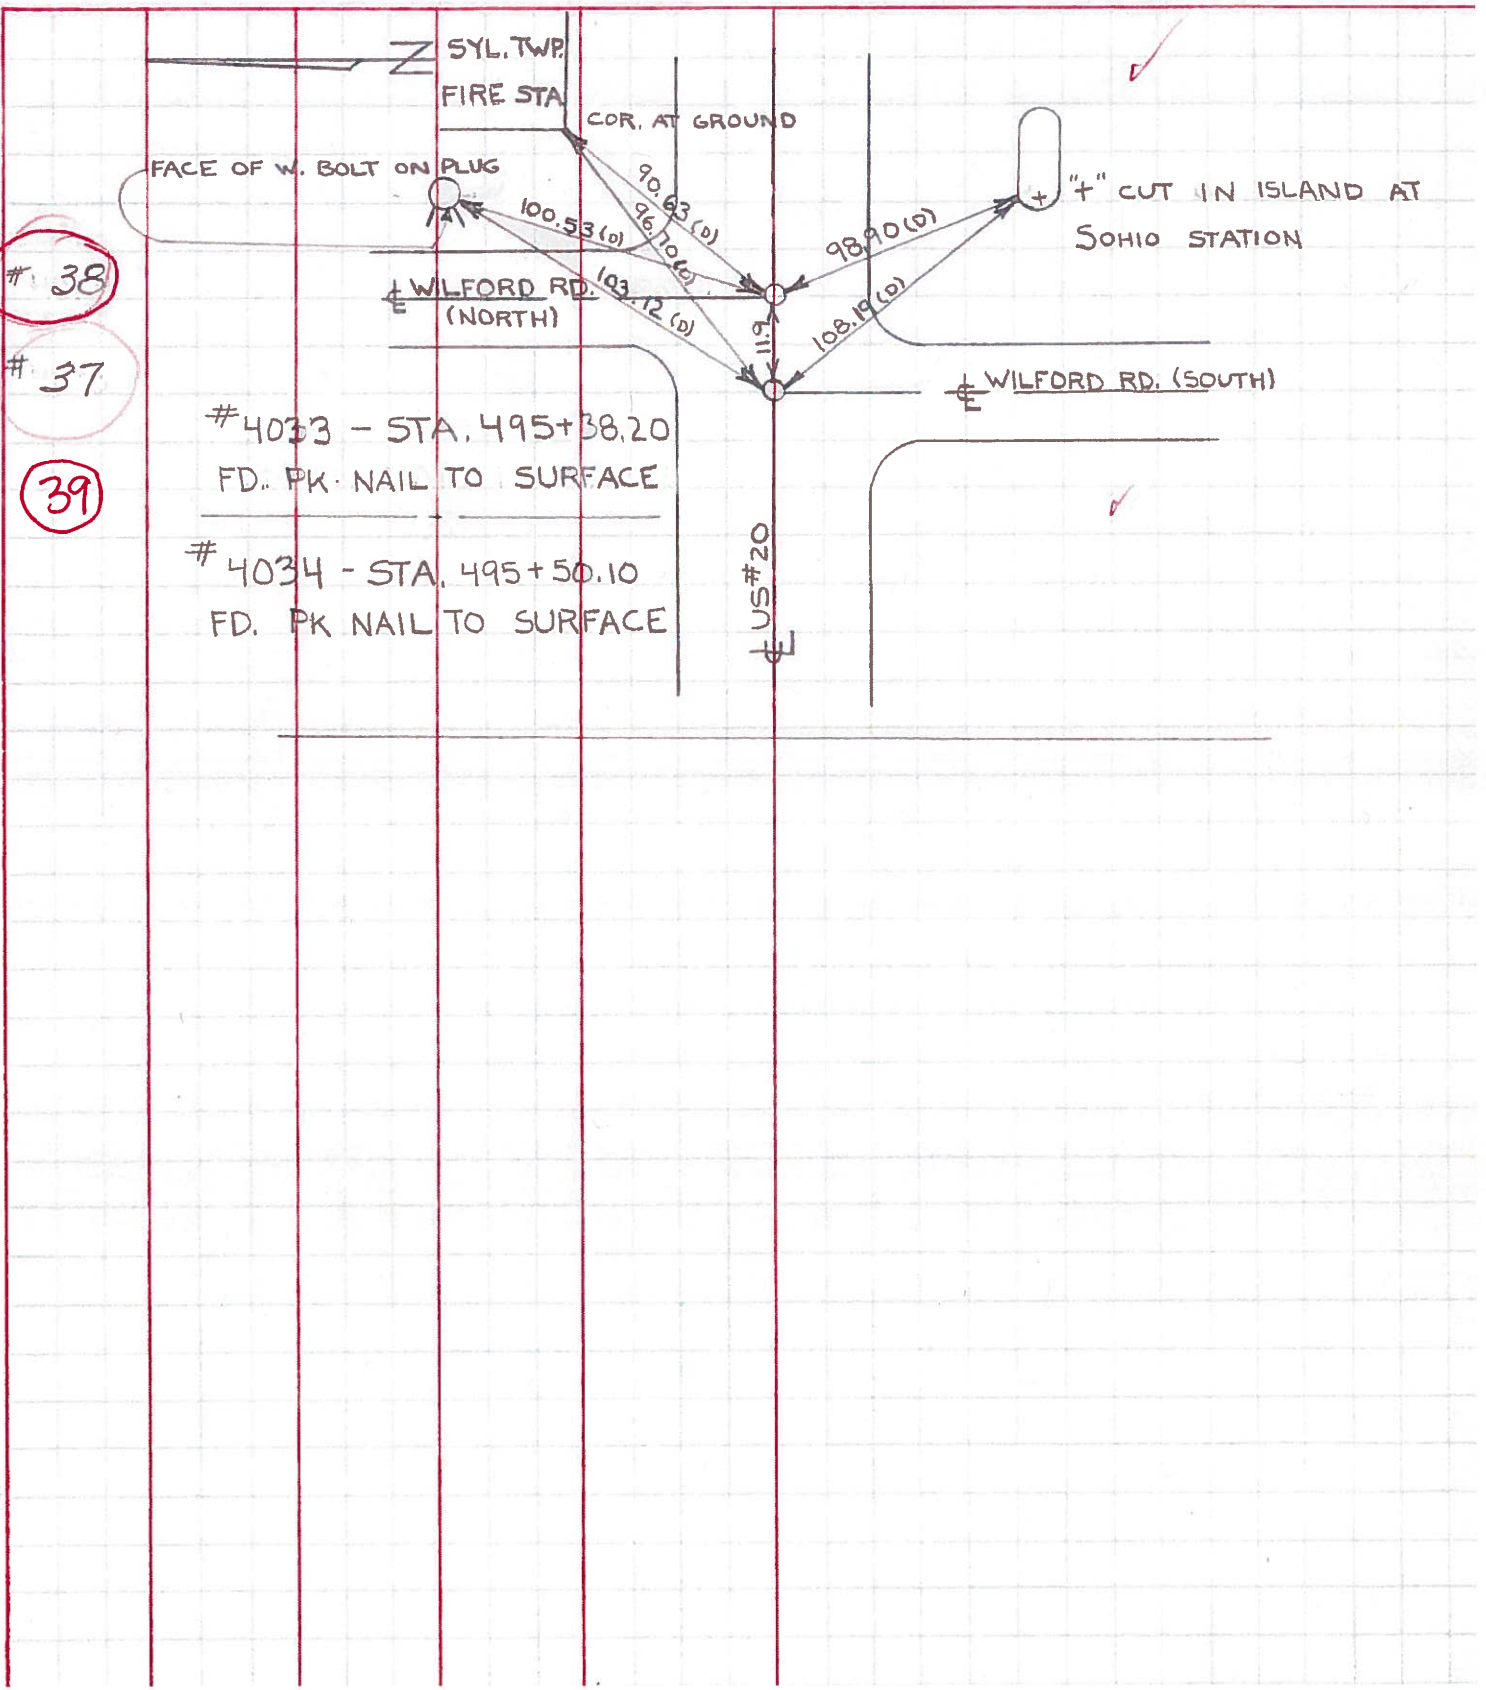 SYL. TWP.
FIRE STA.
COR. AT GROUND
FACE OF W. BOLT ON PLUG
"+" CUT IN ISLAND AT
SOHIO STATION
90.63 (D)
96.70 (D)
100.53 (D)
103.12 (D)
98.90 (D)
108.19 (D)
11.9
# 38
# 37
39
℄ WILFORD RD.
(NORTH)
℄ WILFORD RD. (SOUTH)
#4033 - STA. 495+38.20
FD. PK. NAIL TO SURFACE
#4034 - STA. 495+50.10
FD. PK NAIL TO SURFACE
℄ US#20